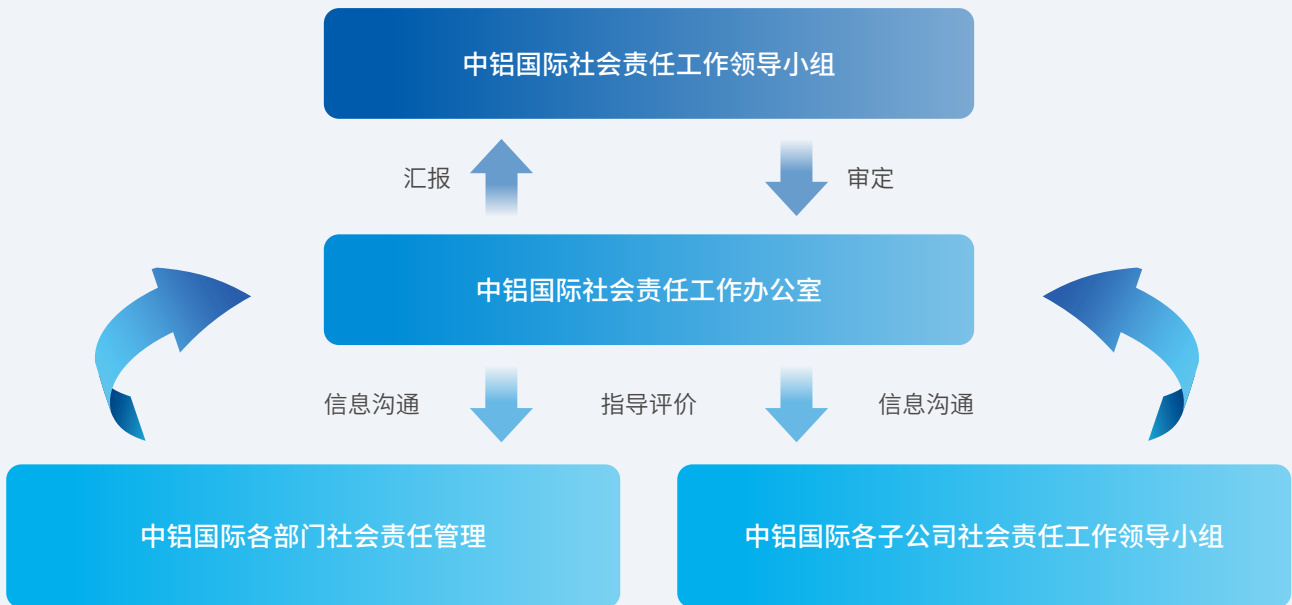 中铝国际社会责任工作领导小组
汇报
审定
中铝国际社会责任工作办公室
信息沟通
指导评价
信息沟通
中铝国际各部门社会责任管理
中铝国际各子公司社会责任工作领导小组